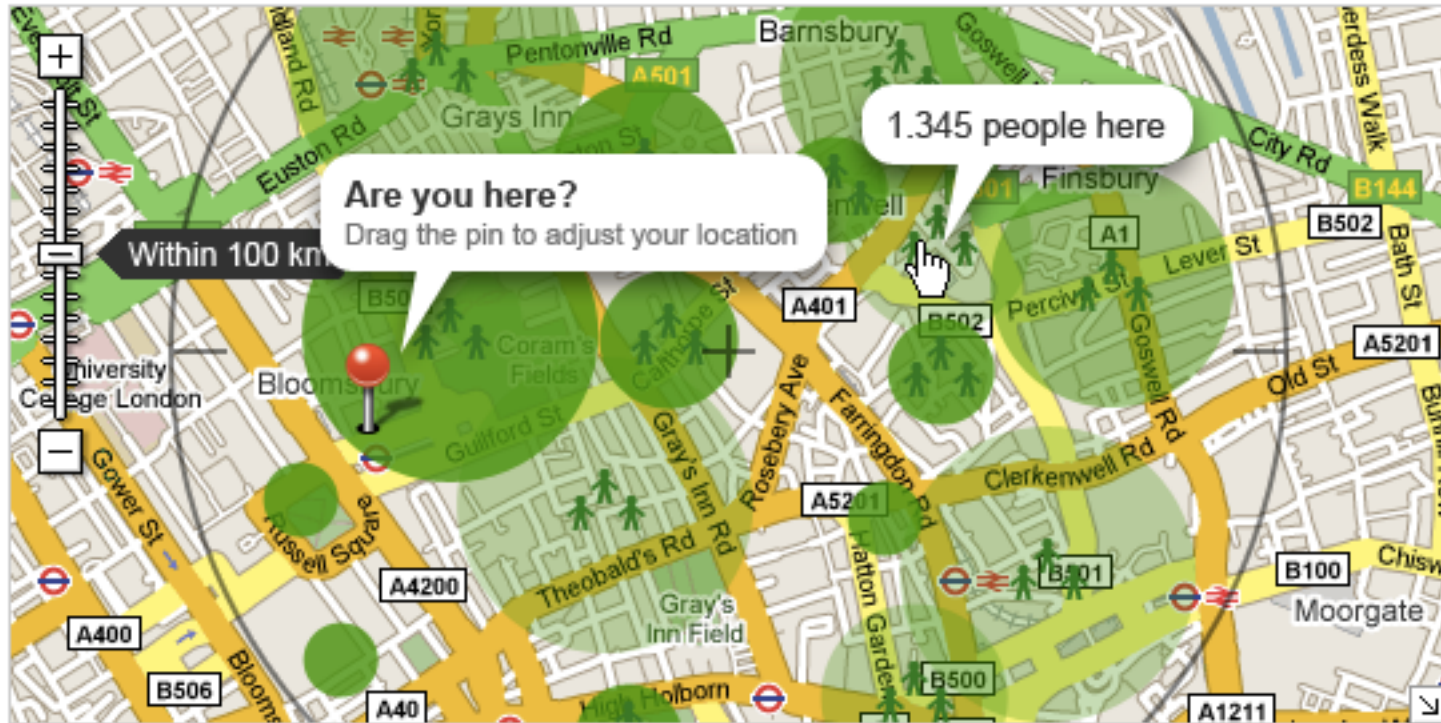 Pentonville Rd
Barnsbury
Goswell
A501
Grays Inn
Euston Rd
1.345 people here
City Rd
Finsbury
B144
Are you here?
Drag the pin to adjust your location
B502
A1
Lever St
Bath St
Within 100 km
Percival St
A401
B502
A5201
Coram's
Fields
Calthorpe St
University
College London
Bloomsbury
Goswell Rd
Old St
Guilford St
Gray's Inn Rd
Rosebery Ave
Farringdon Rd
Clerkenwell Rd
Gower St
A5201
Russell Square
Theobald's Rd
Hatton Garden
B100
A4200
Gray's
Inn Field
Moorgate
A400
B506
B500
High Holborn
A40
A1211